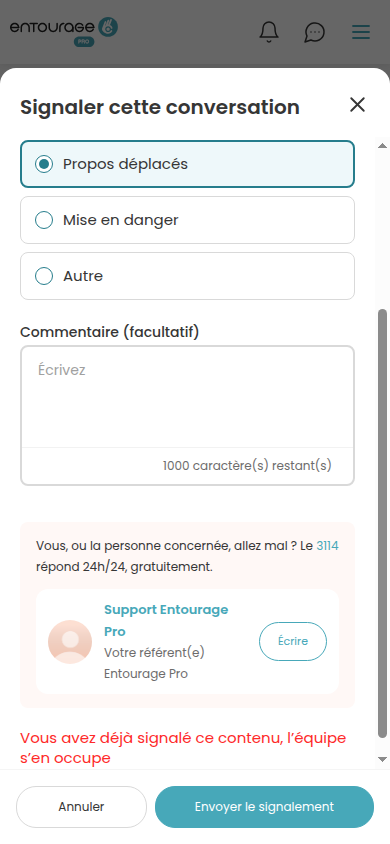 entourage
PRO
Signaler cette conversation
Propos déplacés
Mise en danger
Autre
Commentaire (facultatif)
Écrivez
1000 caractère(s) restant(s)
Vous, ou la personne concernée, allez mal ? Le 3114
répond 24h/24, gratuitement.
Support Entourage
Pro
Votre référent(e)
Entourage Pro
Écrire
Vous avez déjà signalé ce contenu, l’équipe
s’en occupe
Annuler
Envoyer le signalement